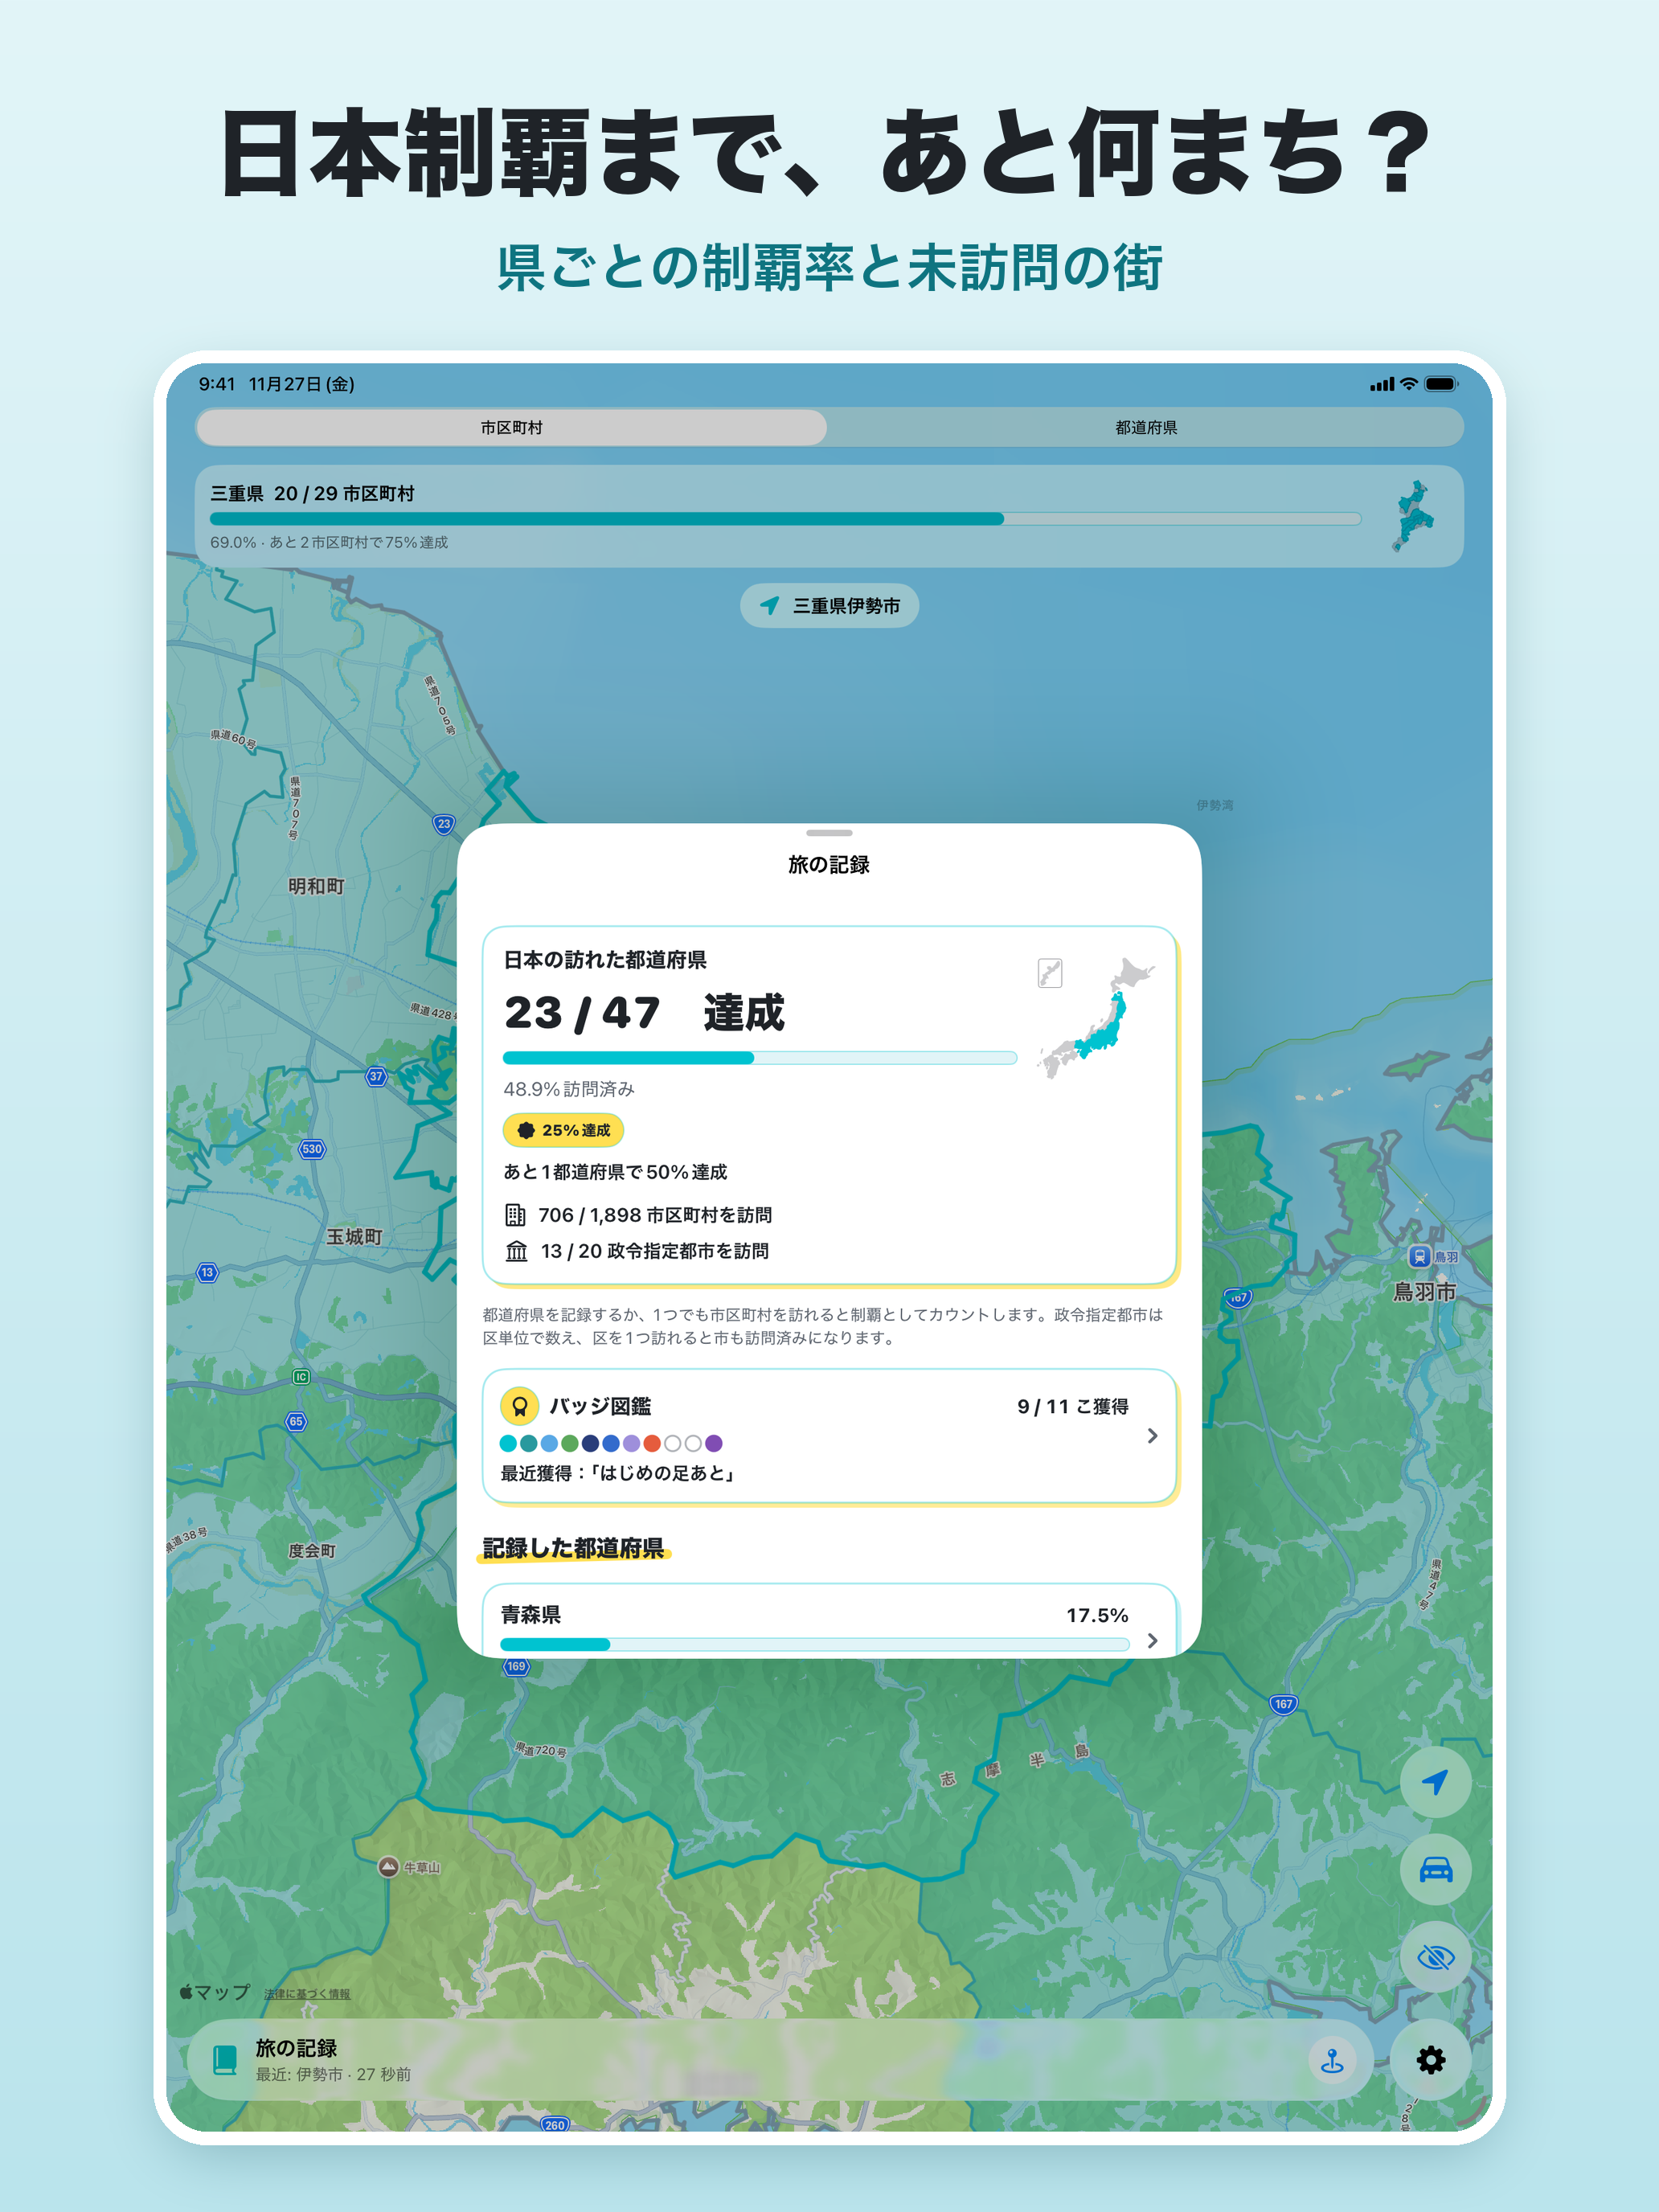 日本制覇まで、あと何まち？
県ごとの制覇率と未訪問の街
9:41 11月27日(金)
市区町村
都道府県
三重県 20 / 29 市区町村
69.0% · あと2市区町村で75%達成
三重県伊勢市
県道705号
県道60号
県道707号
伊勢湾
23
明和町
県道428号
37
530
玉城町
13
鳥羽
鳥羽市
167
IC
65
県道38号
度会町
県道47号
旅の記録
日本の訪れた都道府県
23 / 47 達成
48.9%訪問済み
25%達成
あと1都道府県で50%達成
706 / 1,898 市区町村を訪問
13 / 20 政令指定都市を訪問
都道府県を記録するか、1つでも市区町村を訪れると制覇としてカウントします。政令指定都市は
区単位で数え、区を1つ訪れると市も訪問済みになります。
バッジ図鑑
9 / 11 こ獲得
最近獲得：「はじめの足あと」
記録した都道府県
青森県
17.5%
169
167
県道720号
志摩半島
牛草山
マップ
法律に基づく情報
旅の記録
最近: 伊勢市 · 27 秒前
260
28号